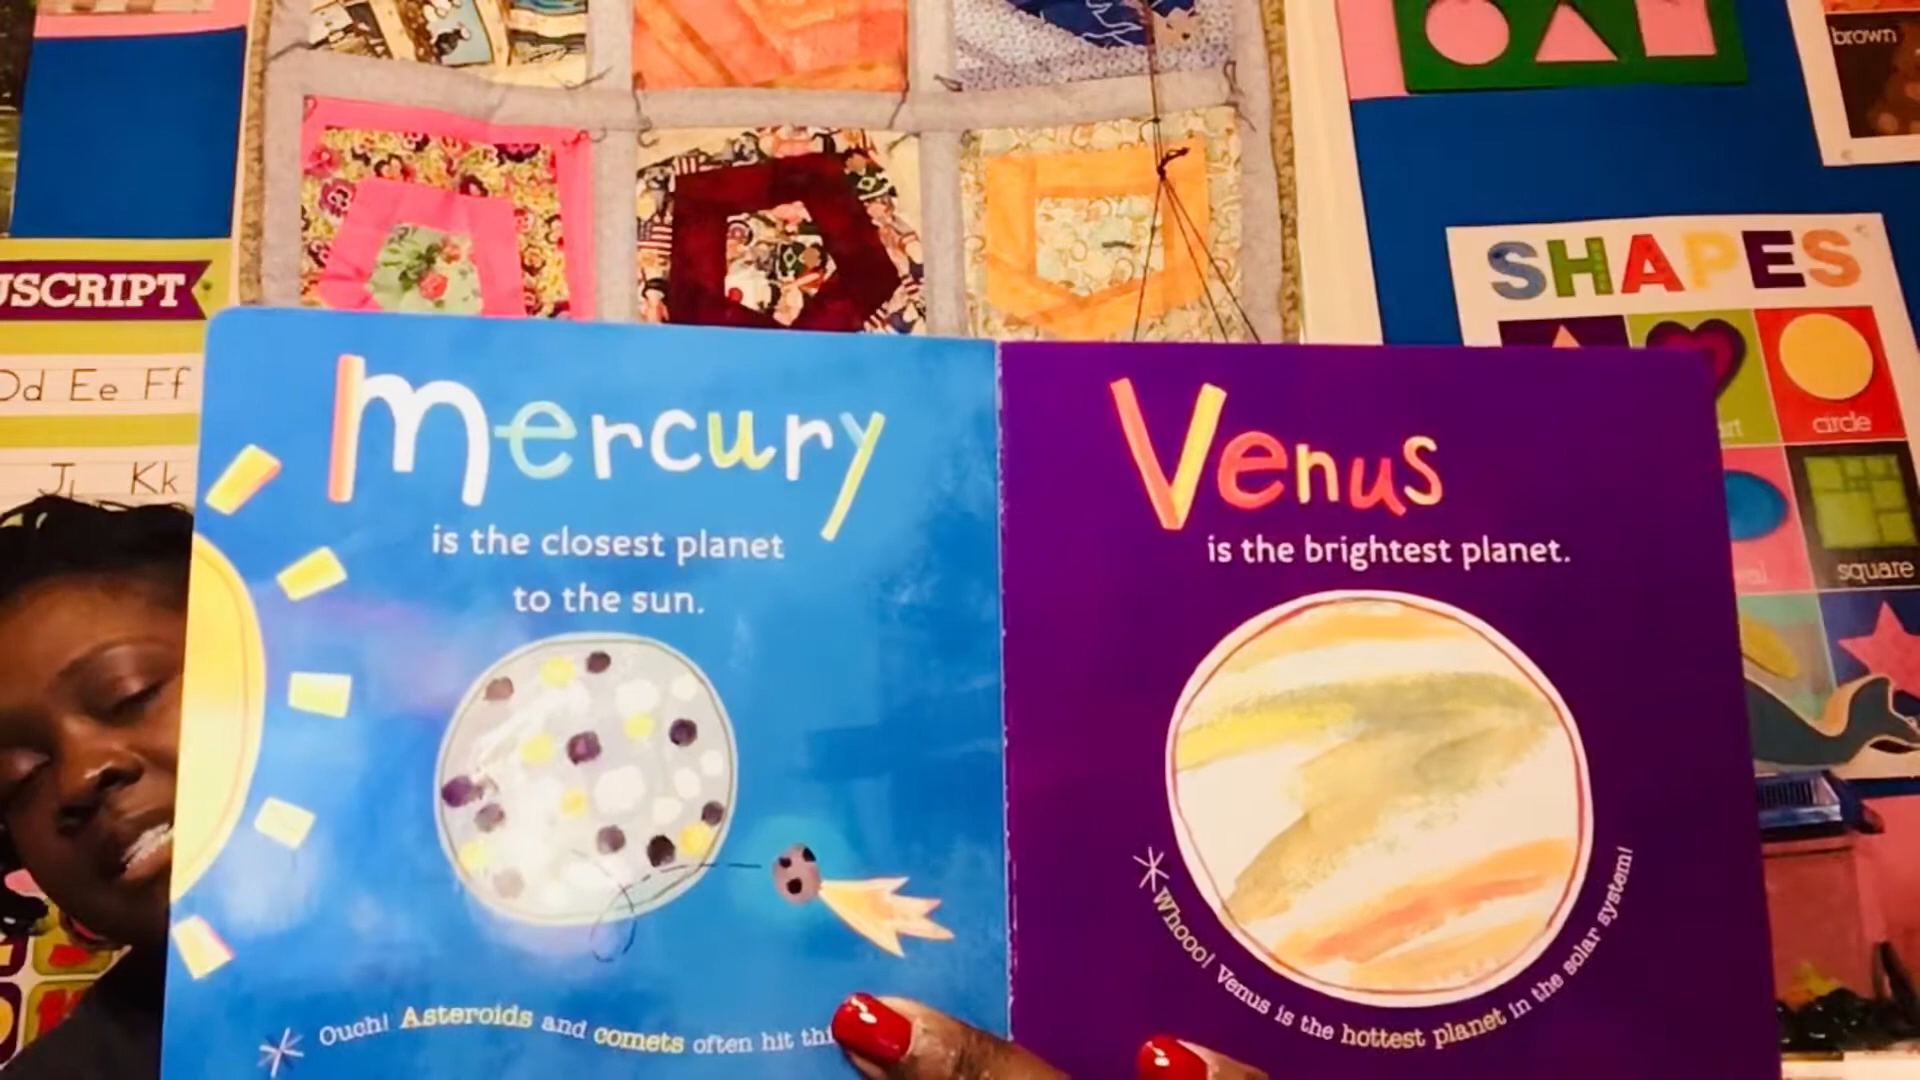 brown
SHAPES
USCRIPT
Dd Ee Ff
Kk
circle
square
Mercury
is the closest planet
to the sun.
Ouch! Asteroids and comets often hit
Venus
is the brightest planet.
Whooo! Venus is the hottest planet in the solar system!